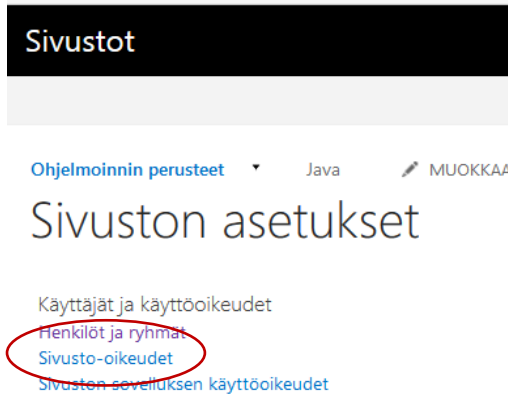 Sivustot
Ohjelmoinnin perusteet Java MUOKKAA
Sivuston asetukset
Käyttäjät ja käyttöoikeudet
Henkilöt ja ryhmät
Sivusto-oikeudet
Sivuston sovelluksen käyttöoikeudet